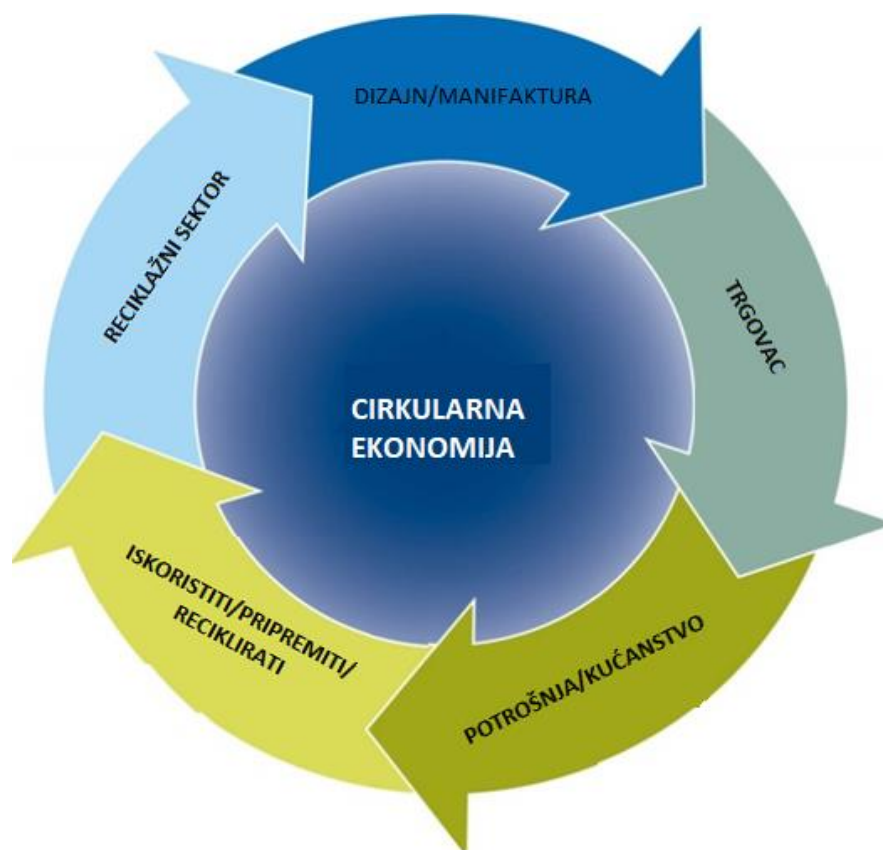 DIZAJN/MANIFAKTURA
TRGOVAC
POTROŠNJA/KUĆANSTVO
ISKORISTITI/PRIPREMITI/
RECIKLIRATI
RECIKLAŽNI SEKTOR
CIRKULARNA
EKONOMIJA